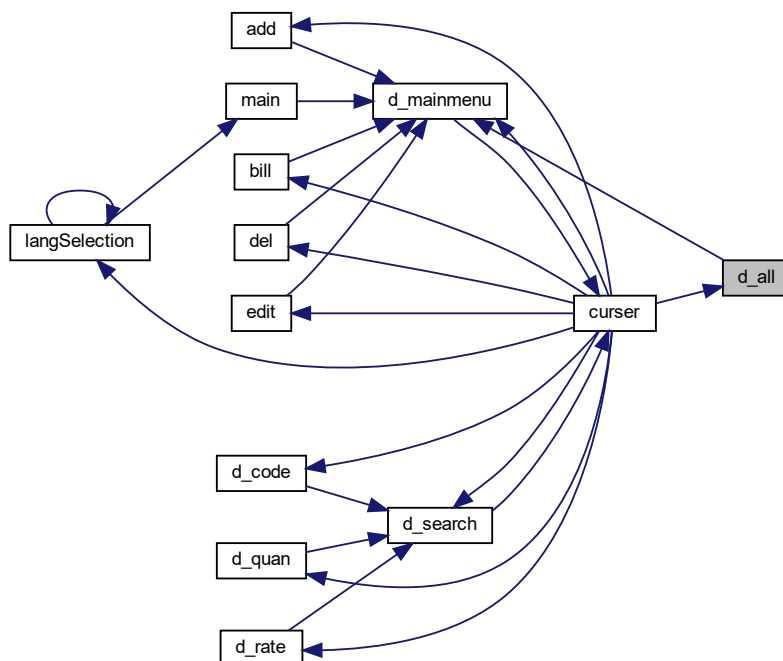 add
main
d_mainmenu
bill
langSelection
del
d_all
edit
curser
d_code
d_search
d_quan
d_rate